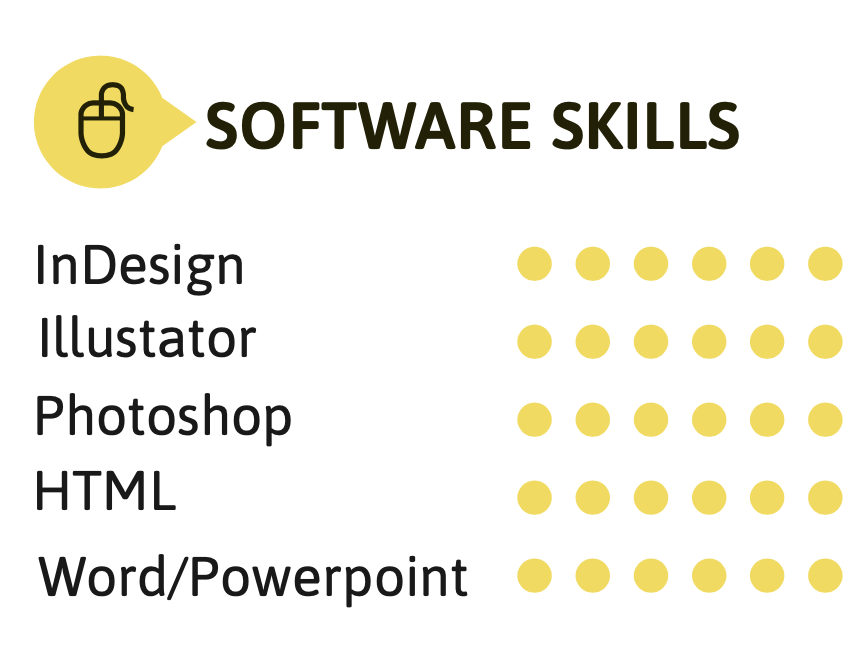 SOFTWARE SKILLS
InDesign
Illustator
Photoshop
HTML
Word/Powerpoint